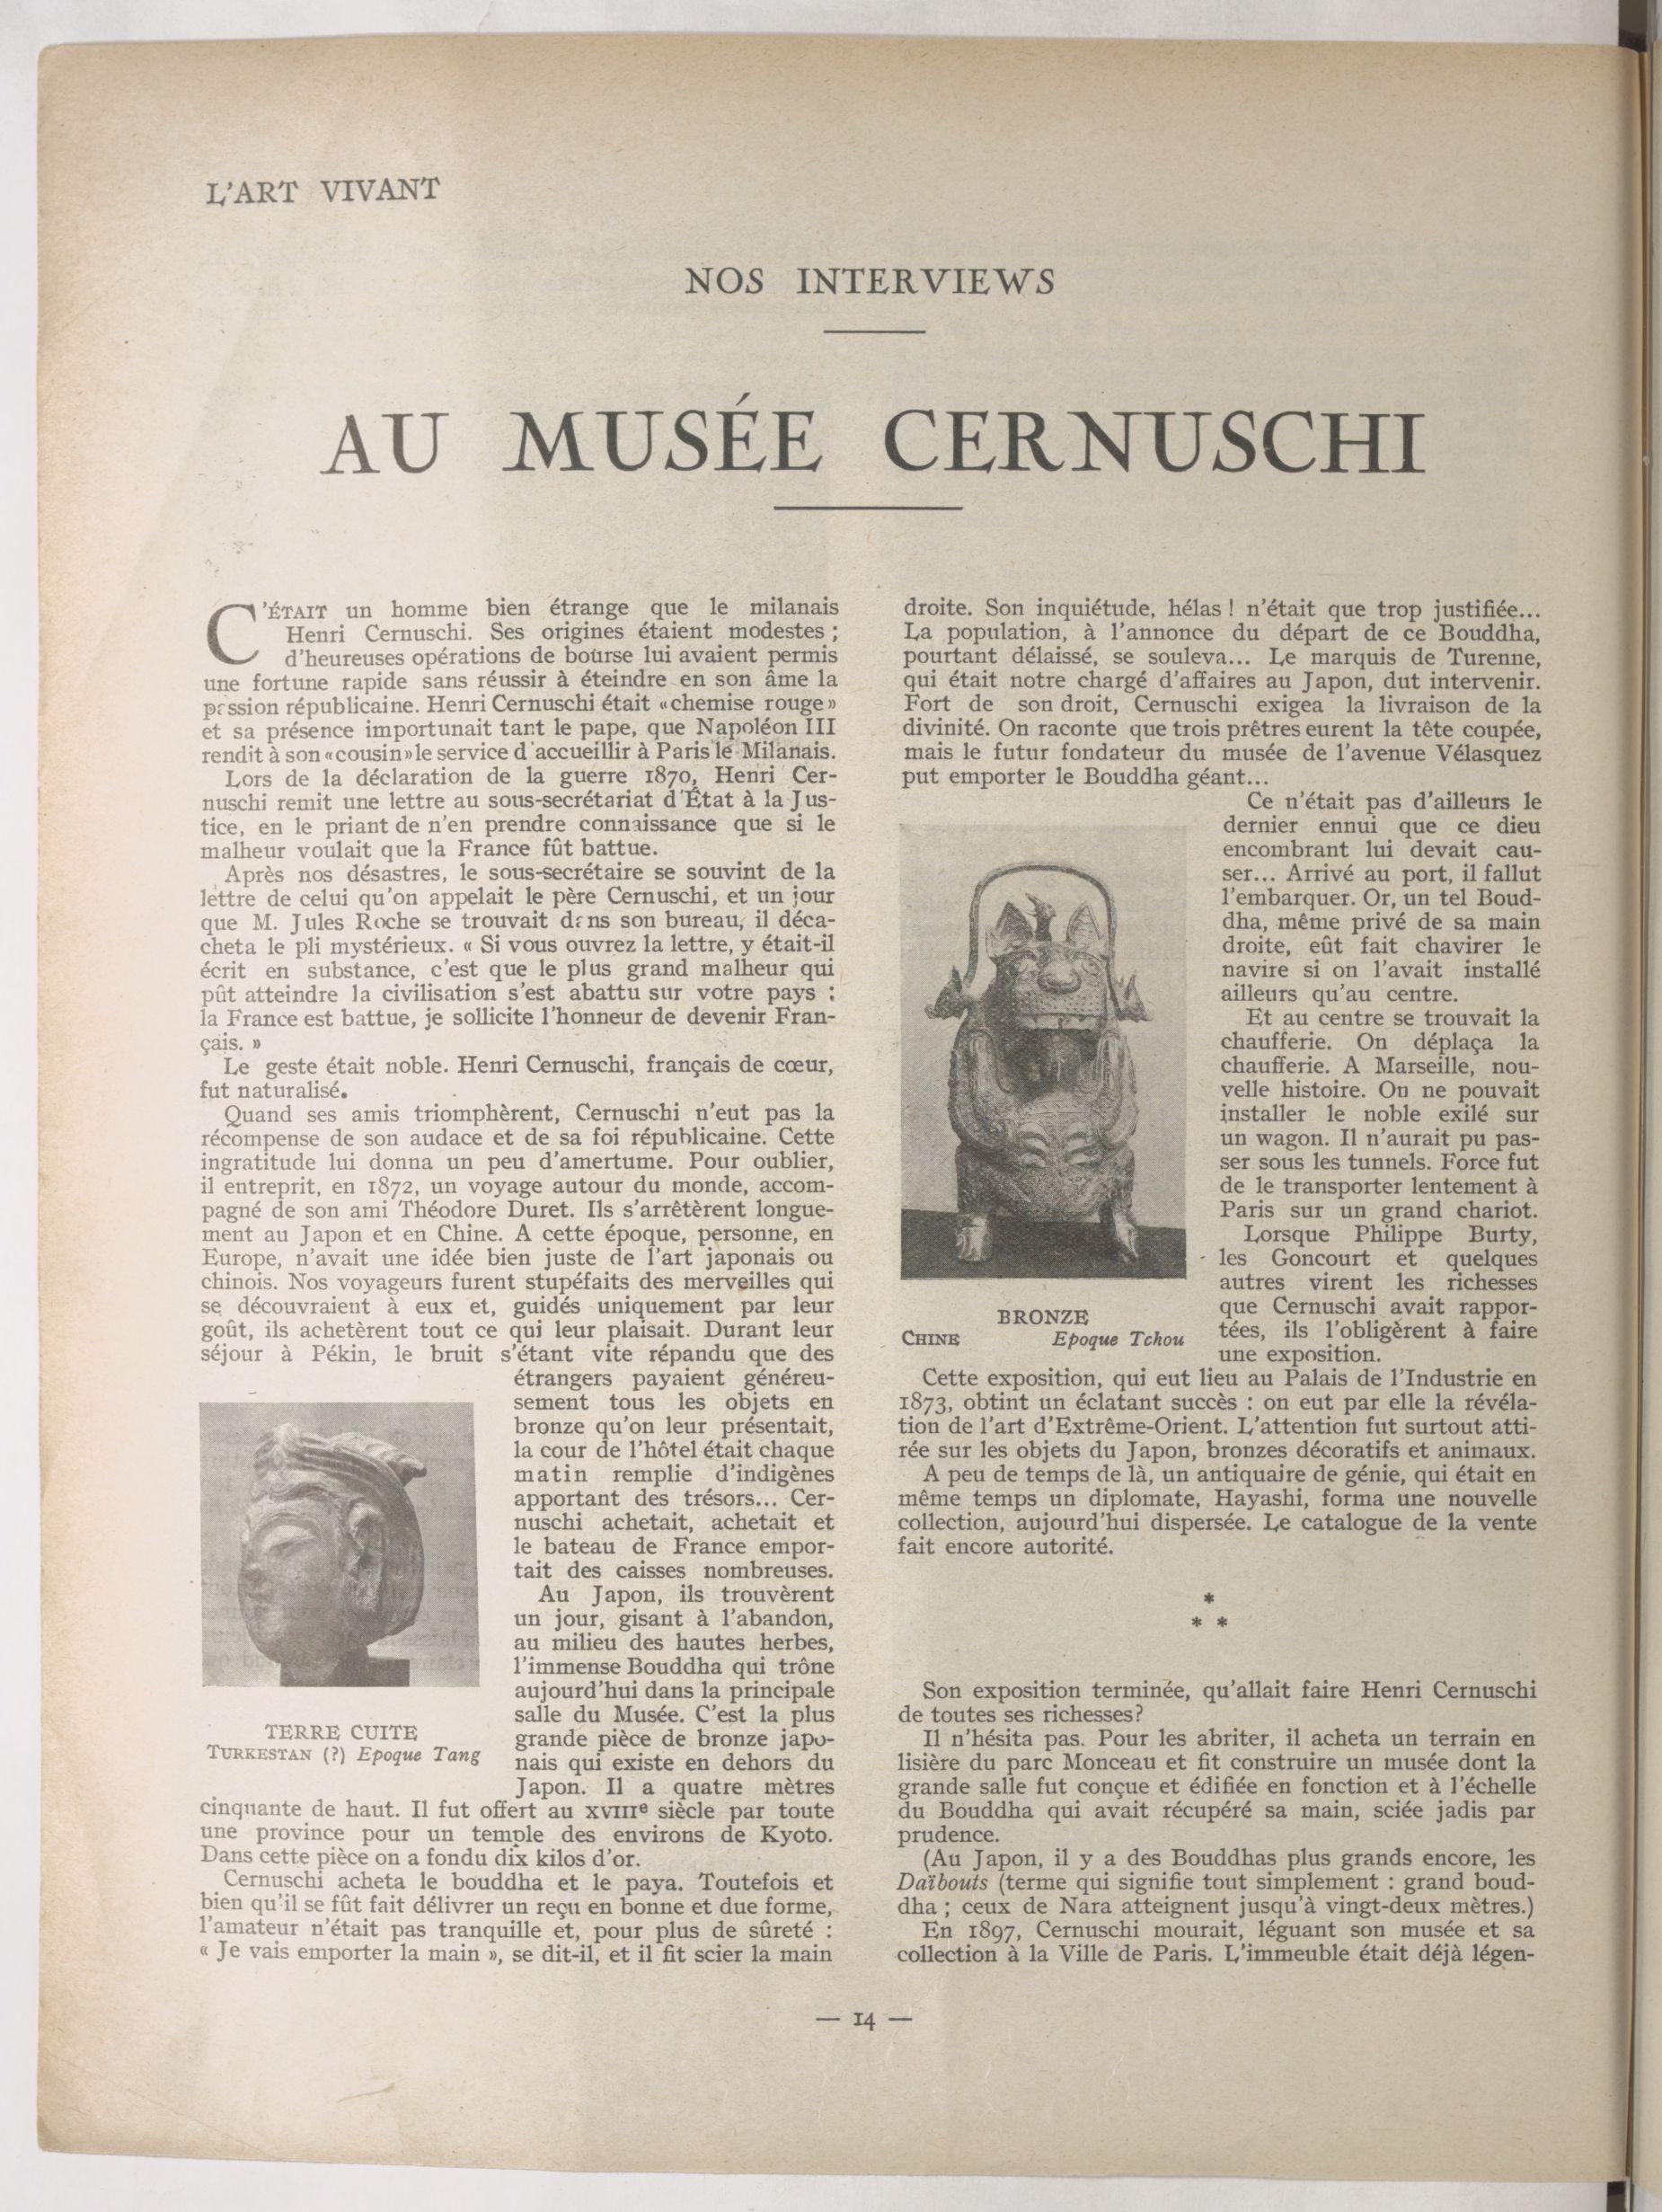 L'ART VIVANT
NOS INTERVIEWS
AU MUSÉE CERNUSCHI
C'ÉTAIT un homme bien étrange que le milanais
Henri Cernuschi. Ses origines étaient modestes ;
d'heureuses opérations de bourse lui avaient permis
une fortune rapide sans réussir à éteindre en son âme la
passion républicaine. Henri Cernuschi était «chemise rouge»
et sa présence importunait tant le pape, que Napoléon III
rendit à son «cousin» le service d'accueillir à Paris le Milanais.
Lors de la déclaration de la guerre 1870, Henri Cer-
nuschi remit une lettre au sous-secrétariat d'État à la Jus-
tice, en le priant de n'en prendre connaissance que si le
malheur voulait que la France fût battue.
Après nos désastres, le sous-secrétaire se souvint de la
lettre de celui qu'on appelait le père Cernuschi, et un jour
que M. Jules Roche se trouvait dans son bureau, il déca-
cheta le pli mystérieux. « Si vous ouvrez la lettre, y était-il
écrit en substance, c'est que le plus grand malheur qui
pût atteindre la civilisation s'est abattu sur votre pays :
la France est battue, je sollicite l'honneur de devenir Fran-
çais. »
Le geste était noble. Henri Cernuschi, français de cœur,
fut naturalisé.
Quand ses amis triomphèrent, Cernuschi n'eut pas la
récompense de son audace et de sa foi républicaine. Cette
ingratitude lui donna un peu d'amertume. Pour oublier,
il entreprit, en 1872, un voyage autour du monde, accom-
pagné de son ami Théodore Duret. Ils s'arrêtèrent longue-
ment au Japon et en Chine. A cette époque, personne, en
Europe, n'avait une idée bien juste de l'art japonais ou
chinois. Nos voyageurs furent stupéfaits des merveilles qui
se découvraient à eux et, guidés uniquement par leur
goût, ils achetèrent tout ce qui leur plaisait. Durant leur
séjour à Pékin, le bruit s'étant vite répandu que des
étrangers payaient généreu-
sement tous les objets en
bronze qu'on leur présentait,
la cour de l'hôtel était chaque
matin remplie d'indigènes
apportant des trésors... Cer-
nuschi achetait, achetait et
le bateau de France empor-
tait des caisses nombreuses.
Au Japon, ils trouvèrent
un jour, gisant à l'abandon,
au milieu des hautes herbes,
l'immense Bouddha qui trône
aujourd'hui dans la principale
salle du Musée. C'est la plus
grande pièce de bronze japo-
nais qui existe en dehors du
Japon. Il a quatre mètres
cinquante de haut. Il fut offert au XVIIIe siècle par toute
une province pour un temple des environs de Kyoto.
Dans cette pièce on a fondu dix kilos d'or.
Cernuschi acheta le bouddha et le paya. Toutefois et
bien qu'il se fût fait délivrer un reçu en bonne et due forme,
l'amateur n'était pas tranquille et, pour plus de sûreté :
« Je vais emporter la main », se dit-il, et il fit scier la main
TERRE CUITE
TURKESTAN (?) Epoque Tang
droite. Son inquiétude, hélas ! n'était que trop justifiée...
La population, à l'annonce du départ de ce Bouddha,
pourtant délaissé, se souleva... Le marquis de Turenne,
qui était notre chargé d'affaires au Japon, dut intervenir.
Fort de son droit, Cernuschi exigea la livraison de la
divinité. On raconte que trois prêtres eurent la tête coupée,
mais le futur fondateur du musée de l'avenue Vélasquez
put emporter le Bouddha géant...
Ce n'était pas d'ailleurs le
dernier ennui que ce dieu
encombrant lui devait cau-
ser... Arrivé au port, il fallut
l'embarquer. Or, un tel Boud-
dha, même privé de sa main
droite, eût fait chavirer le
navire si on l'avait installé
ailleurs qu'au centre.
Et au centre se trouvait la
chaufferie. On déplaça la
chaufferie. A Marseille, nou-
velle histoire. On ne pouvait
installer le noble exilé sur
un wagon. Il n'aurait pu pas-
ser sous les tunnels. Force fut
de le transporter lentement à
Paris sur un grand chariot.
Lorsque Philippe Burty,
les Goncourt et quelques
autres virent les richesses
que Cernuschi avait rappor-
tées, ils l'obligèrent à faire
une exposition.
BRONZE
CHINE Epoque Tchou
Cette exposition, qui eut lieu au Palais de l'Industrie en
1873, obtint un éclatant succès : on eut par elle la révéla-
tion de l'art d'Extrême-Orient. L'attention fut surtout atti-
rée sur les objets du Japon, bronzes décoratifs et animaux.
A peu de temps de là, un antiquaire de génie, qui était en
même temps un diplomate, Hayashi, forma une nouvelle
collection, aujourd'hui dispersée. Le catalogue de la vente
fait encore autorité.
*
* *
Son exposition terminée, qu'allait faire Henri Cernuschi
de toutes ses richesses?
Il n'hésita pas. Pour les abriter, il acheta un terrain en
lisière du parc Monceau et fit construire un musée dont la
grande salle fut conçue et édifiée en fonction et à l'échelle
du Bouddha qui avait récupéré sa main, sciée jadis par
prudence.
(Au Japon, il y a des Bouddhas plus grands encore, les
Daïbouts (terme qui signifie tout simplement : grand boud-
dha ; ceux de Nara atteignent jusqu'à vingt-deux mètres.)
En 1897, Cernuschi mourait, léguant son musée et sa
collection à la Ville de Paris. L'immeuble était déjà légen-
— 14 —